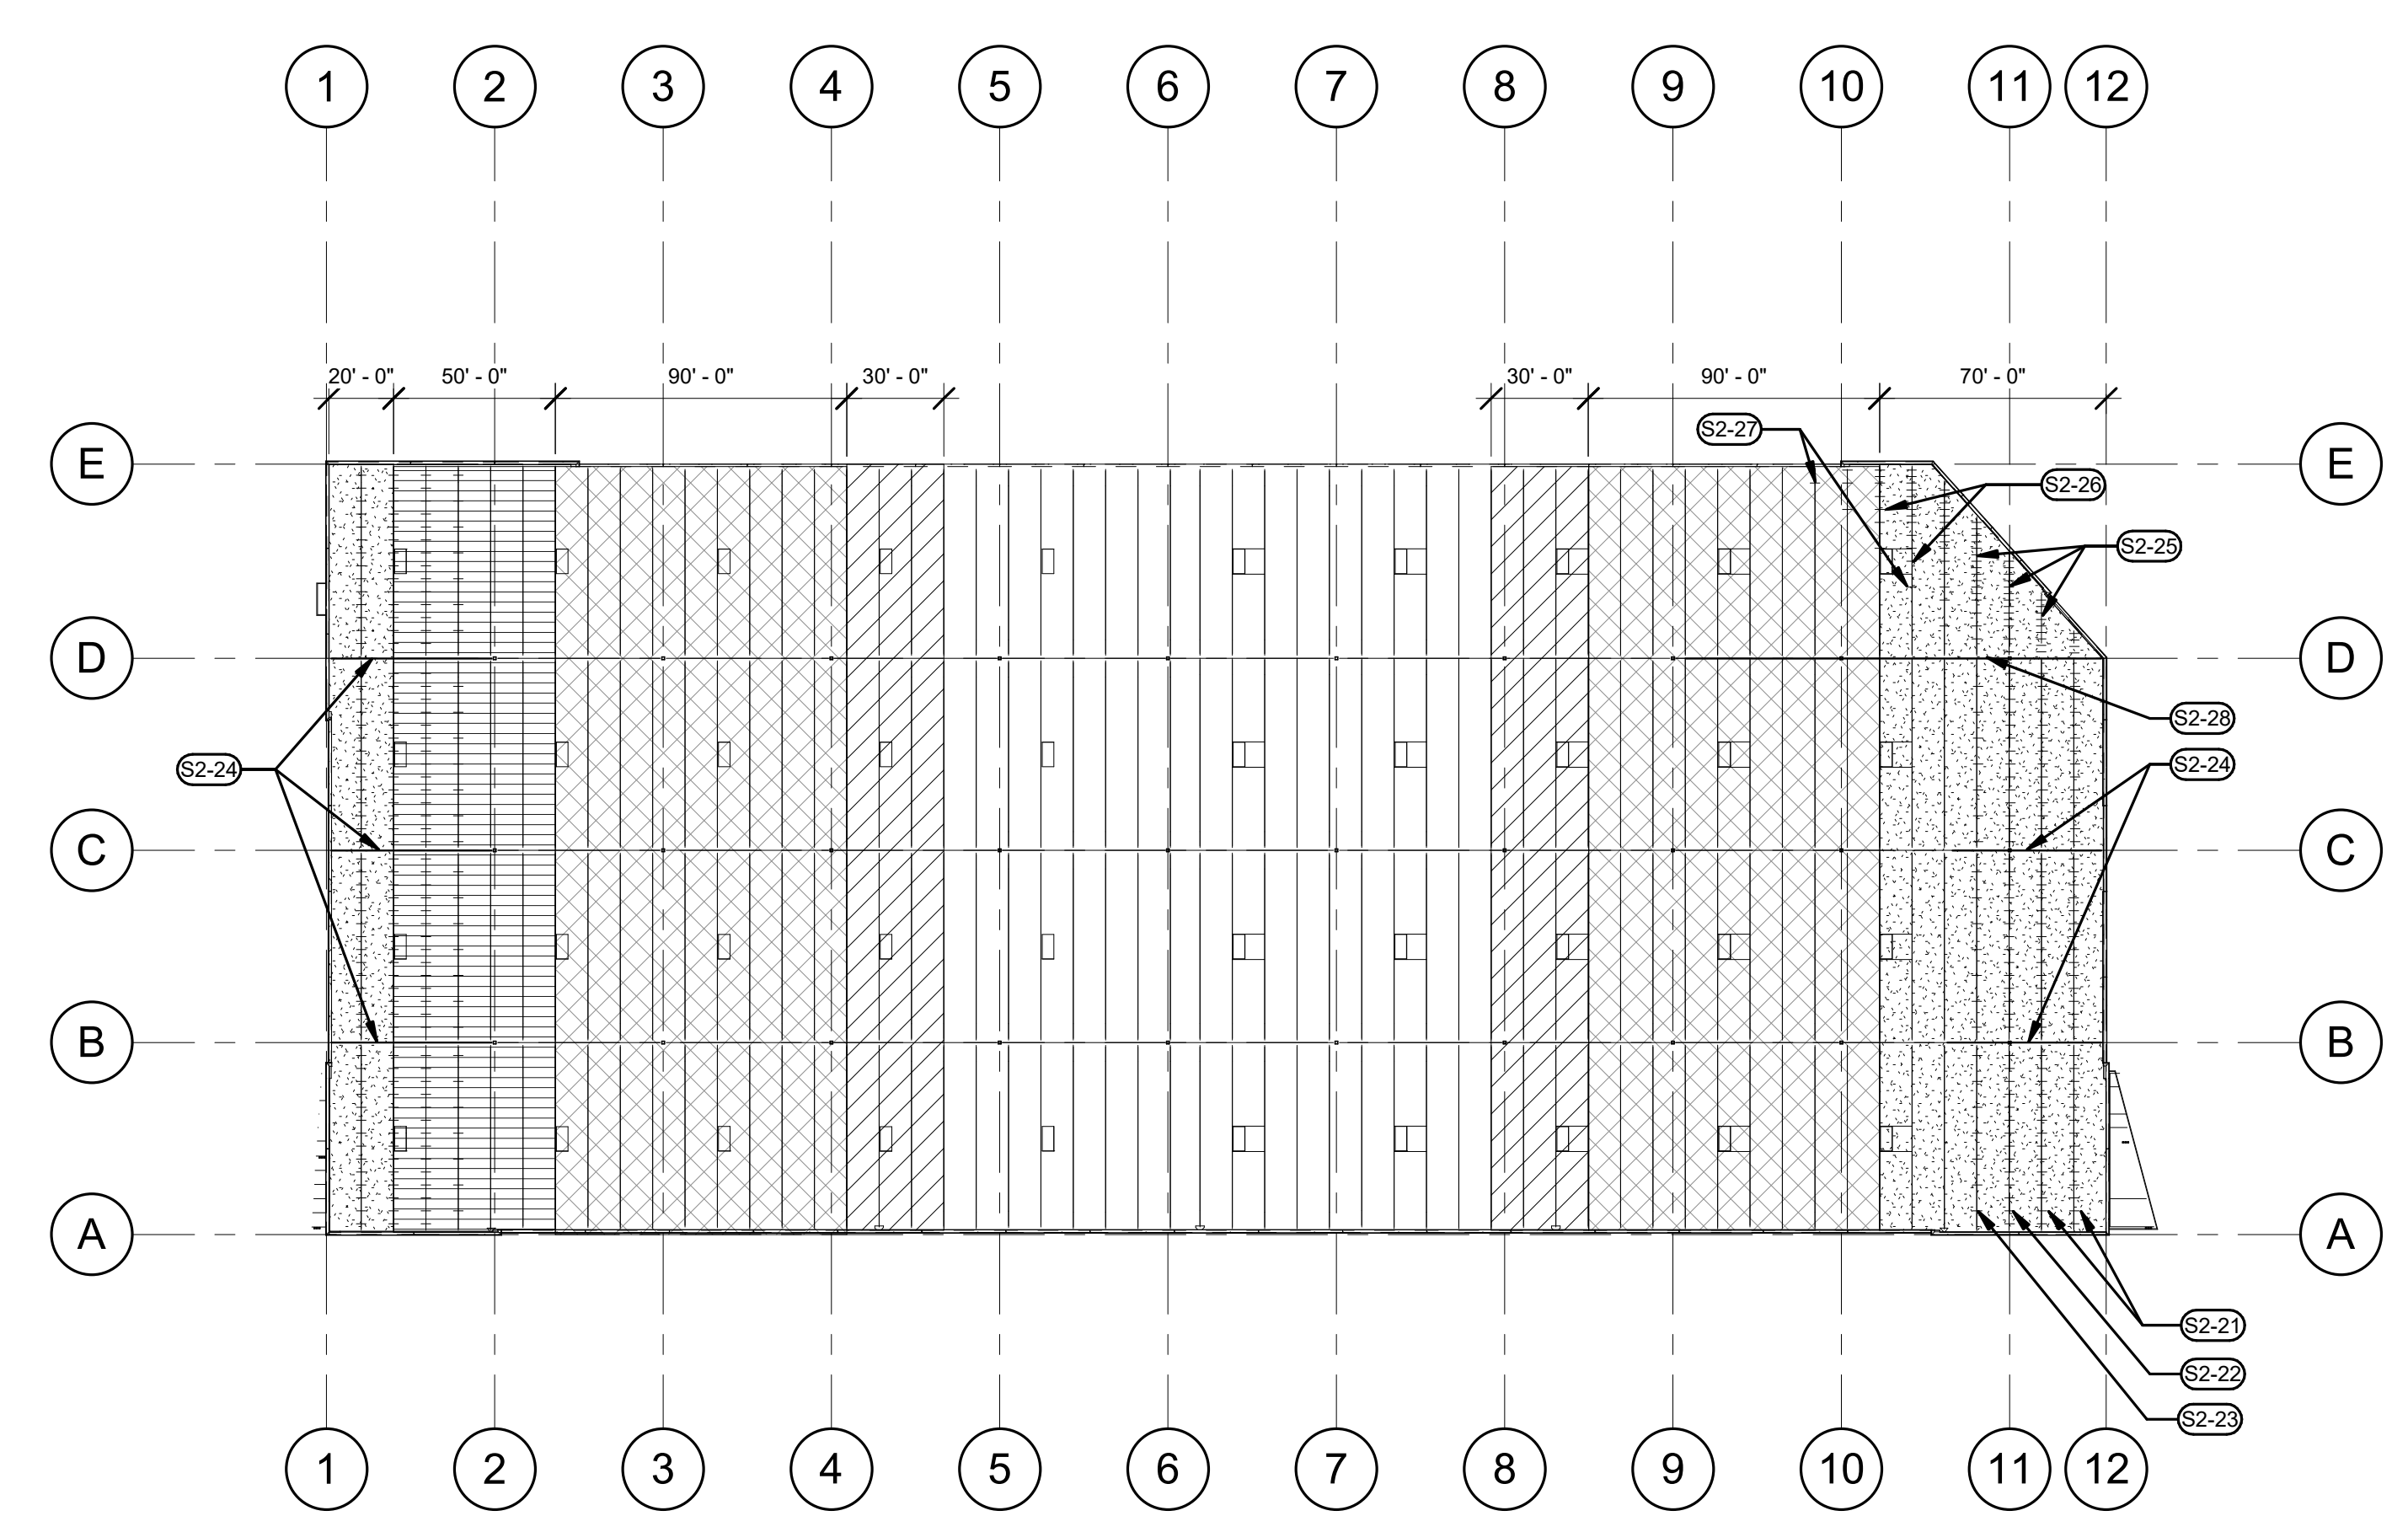 1 2 3 4 5 6 7 8 9 10 11 12
20' - 0" 50' - 0" 90' - 0" 30' - 0" 30' - 0" 90' - 0" 70' - 0"
S2-27
E E
S2-26
S2-25
D D
S2-28
S2-24 S2-24
C C
B B
A A
S2-21
S2-22
S2-23
1 2 3 4 5 6 7 8 9 10 11 12